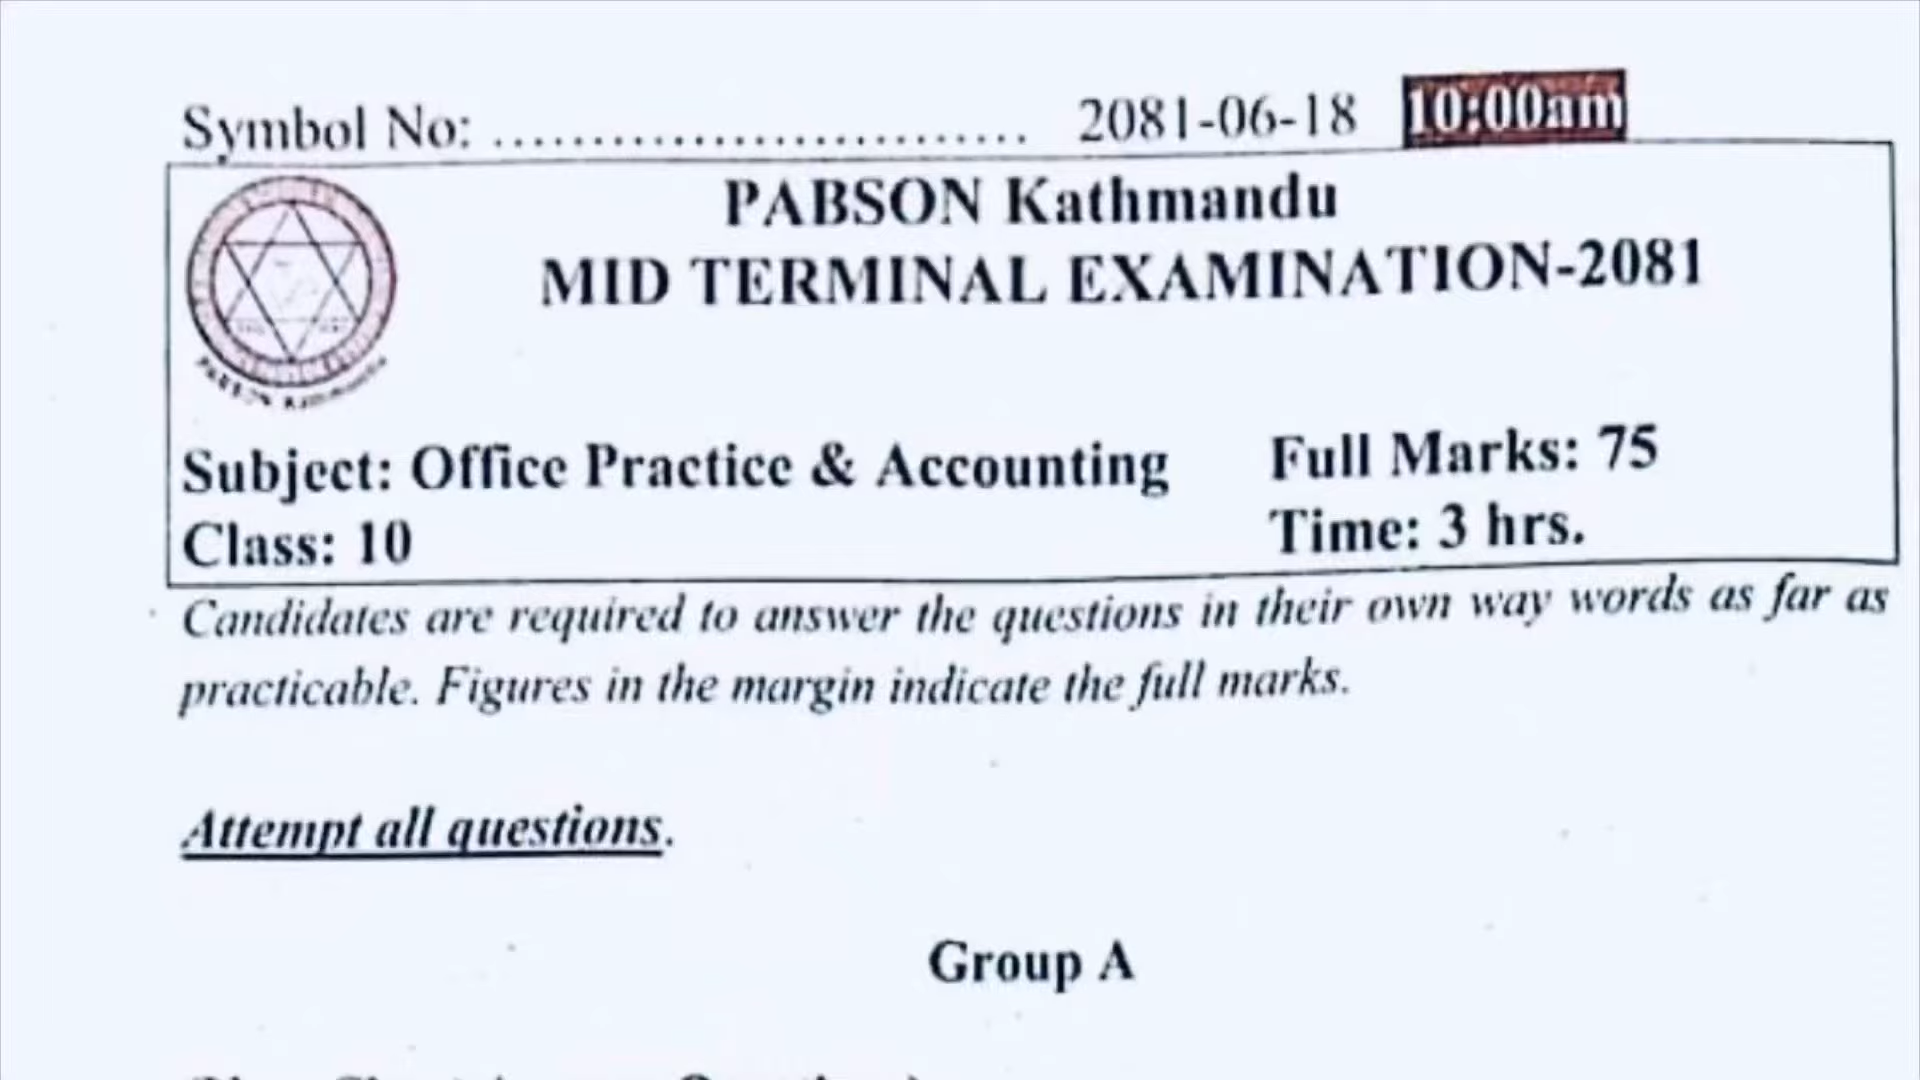 Symbol No: ............................ 2081-06-18 10:00am
PABSON Kathmandu
MID TERMINAL EXAMINATION-2081
PABSON Kathmandu
Subject: Office Practice & Accounting Full Marks: 75
Class: 10 Time: 3 hrs.
Candidates are required to answer the questions in their own way words as far as
practicable. Figures in the margin indicate the full marks.
Attempt all questions.
Group A